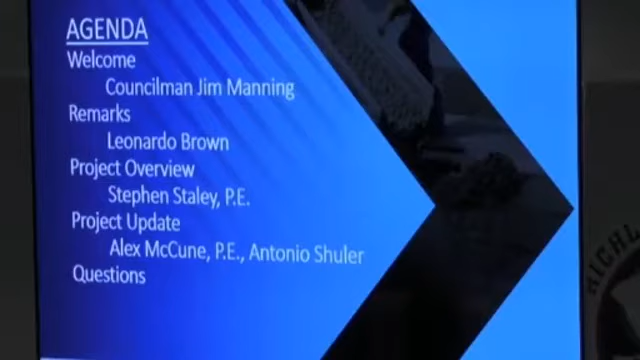 AGENDA
Welcome
Councilman Jim Manning
Remarks
Leonardo Brown
Project Overview
Stephen Staley, P.E.
Project Update
Alex McCune, P.E., Antonio Shuler
Questions